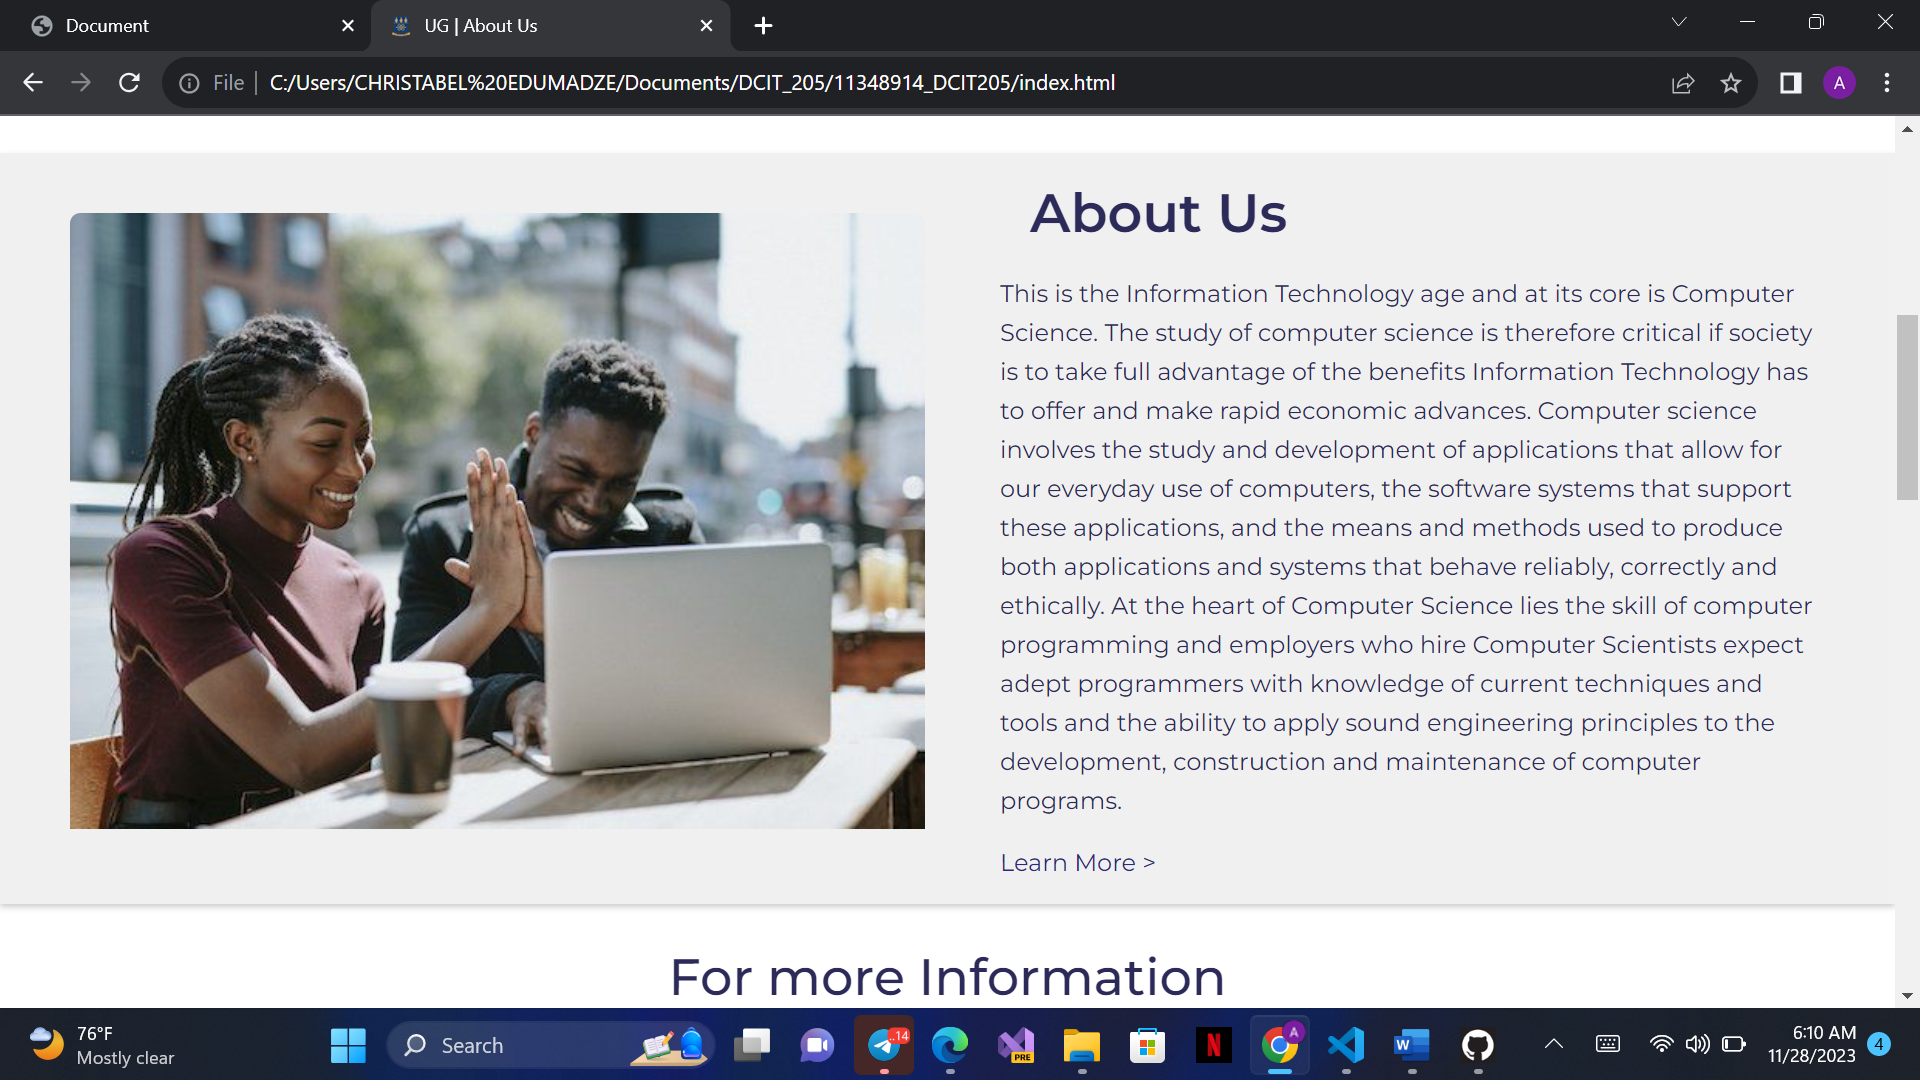 Document
UG | About Us
File
C:/Users/CHRISTABEL%20EDUMADZE/Documents/DCIT_205/11348914_DCIT205/index.html
A
About Us
This is the Information Technology age and at its core is Computer
Science. The study of computer science is therefore critical if society
is to take full advantage of the benefits Information Technology has
to offer and make rapid economic advances. Computer science
involves the study and development of applications that allow for
our everyday use of computers, the software systems that support
these applications, and the means and methods used to produce
both applications and systems that behave reliably, correctly and
ethically. At the heart of Computer Science lies the skill of computer
programming and employers who hire Computer Scientists expect
adept programmers with knowledge of current techniques and
tools and the ability to apply sound engineering principles to the
development, construction and maintenance of computer
programs.
Learn More >
For more Information
76°F
Mostly clear
Search
..14
PRE
N
A
W
6:10 AM
11/28/2023
4